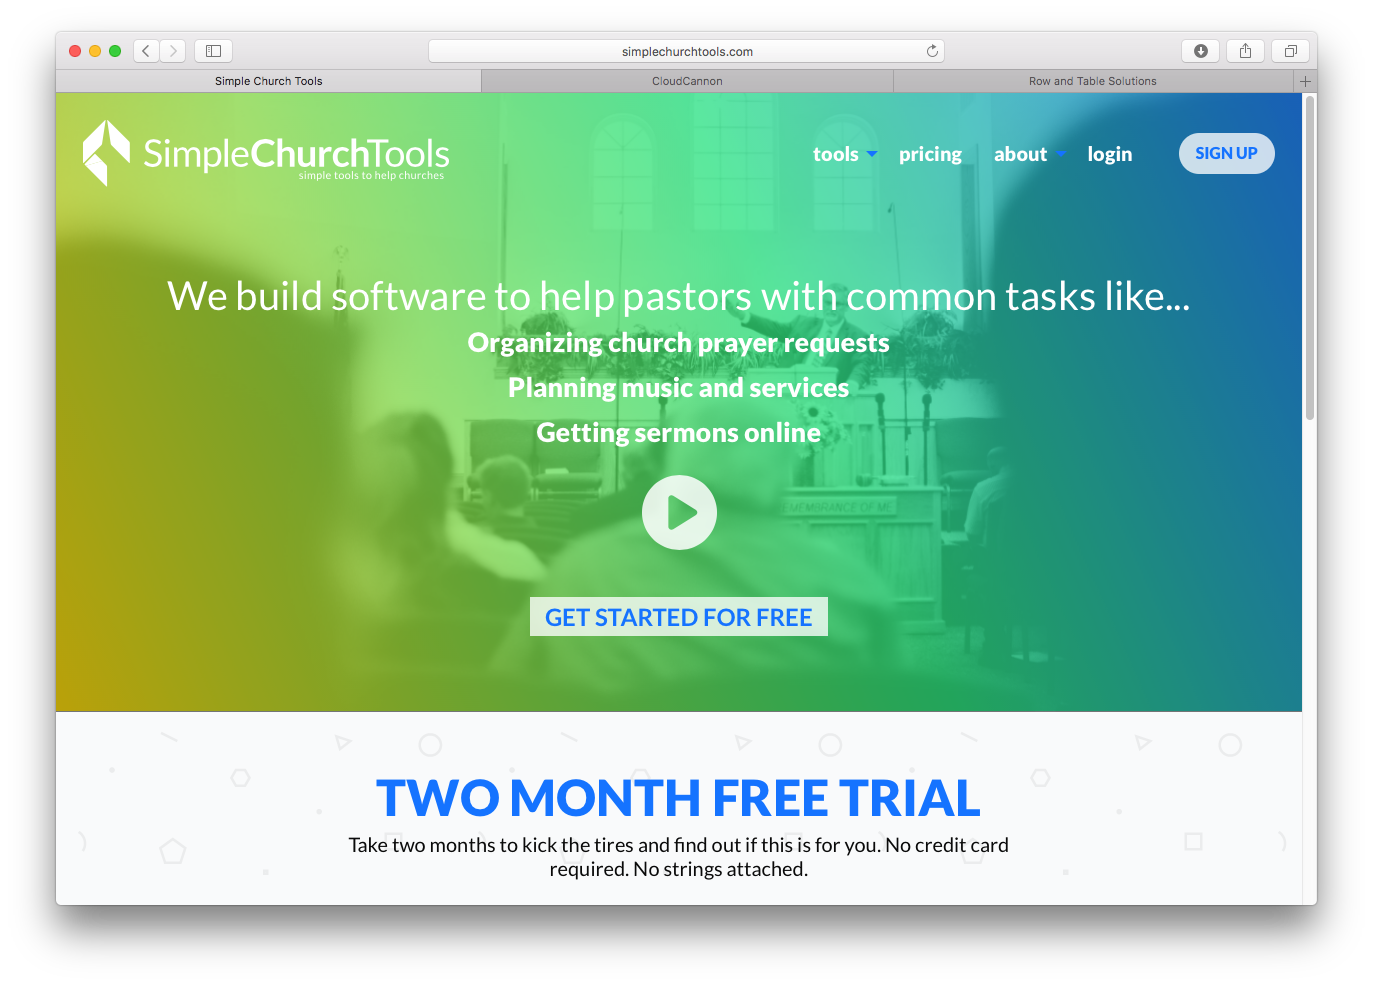 simplechurchtools.com
Simple Church Tools
CloudCannon
Row and Table Solutions
SimpleChurchTools
simple tools to help churches
tools
pricing
about
login
SIGN UP
We build software to help pastors with common tasks like...
Organizing church prayer requests
Planning music and services
Getting sermons online
EMEMBRANCE OF ME
GET STARTED FOR FREE
TWO MONTH FREE TRIAL
Take two months to kick the tires and find out if this is for you. No credit card
required. No strings attached.